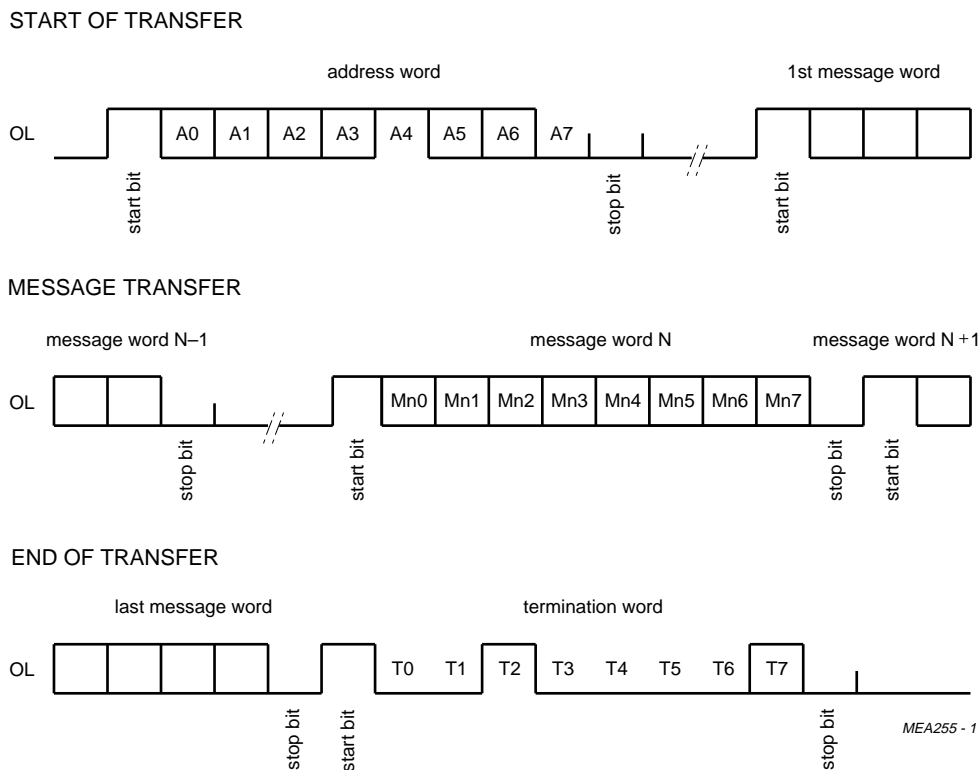 START OF TRANSFER
address word
1st message word
OL
A0 A1 A2 A3 A4 A5 A6 A7
start bit
stop bit
start bit
MESSAGE TRANSFER
message word N–1
message word N
message word N +1
OL
Mn0 Mn1 Mn2 Mn3 Mn4 Mn5 Mn6 Mn7
stop bit
start bit
stop bit
start bit
END OF TRANSFER
last message word
termination word
OL
T0 T1 T2 T3 T4 T5 T6 T7
stop bit
start bit
stop bit
MEA255 - 1